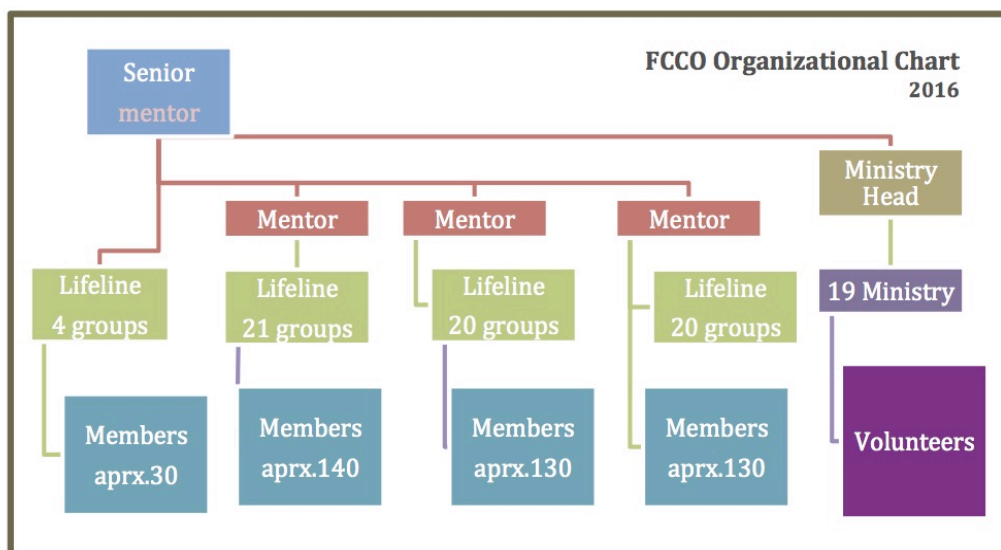 FCCO Organizational Chart
2016
Senior
mentor
Ministry
Head
Mentor
Mentor
Mentor
Lifeline
4 groups
Lifeline
21 groups
Lifeline
20 groups
Lifeline
20 groups
19 Ministry
Members
aprx.30
Members
aprx.140
Members
aprx.130
Members
aprx.130
Volunteers